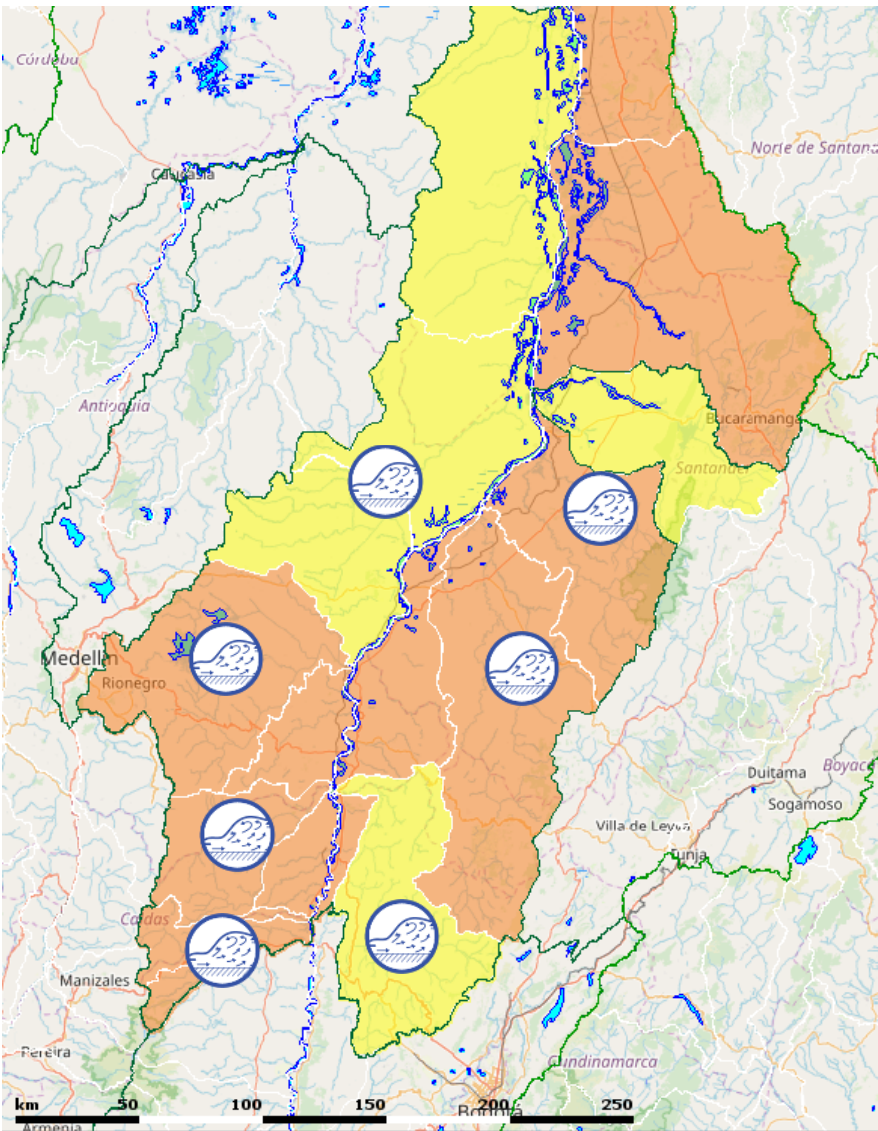 Córdoba
Norte de Santand
Caucasia
Antioquia
Bucaramanga
Santander
Medellín
Rionegro
Duitama
Boyacá
Sogamoso
Villa de Leyva
Tunja
Caldas
Manizales
Pereira
Cundinamarca
km 50 100 150 200 250
Bogotá
Armenia